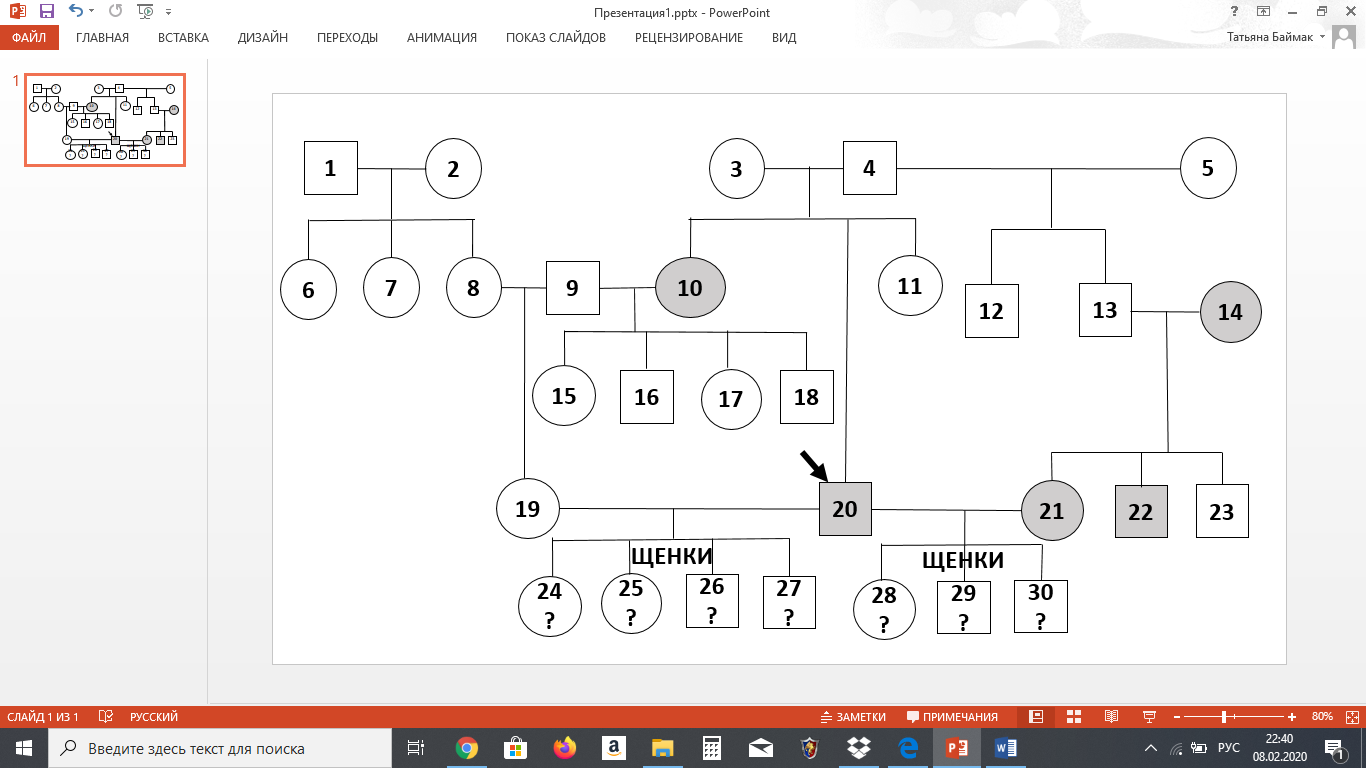 Презентация1.pptx - PowerPoint
?
ФАЙЛ ГЛАВНАЯ ВСТАВКА ДИЗАЙН ПЕРЕХОДЫ АНИМАЦИЯ ПОКАЗ СЛАЙДОВ РЕЦЕНЗИРОВАНИЕ ВИД Татьяна Баймак
1
1 2 3 4 5
6 7 8 9 10 11 12 13 14
15 16 17 18
19 20 21 22 23
ЩЕНКИ ЩЕНКИ
24 25 26 27 28 29 30
? ? ? ? ? ? ?
СЛАЙД 1 ИЗ 1 РУССКИЙ ЗАМЕТКИ ПРИМЕЧАНИЯ 80%
Введите здесь текст для поиска
РУС
22:40
08.02.2020
1